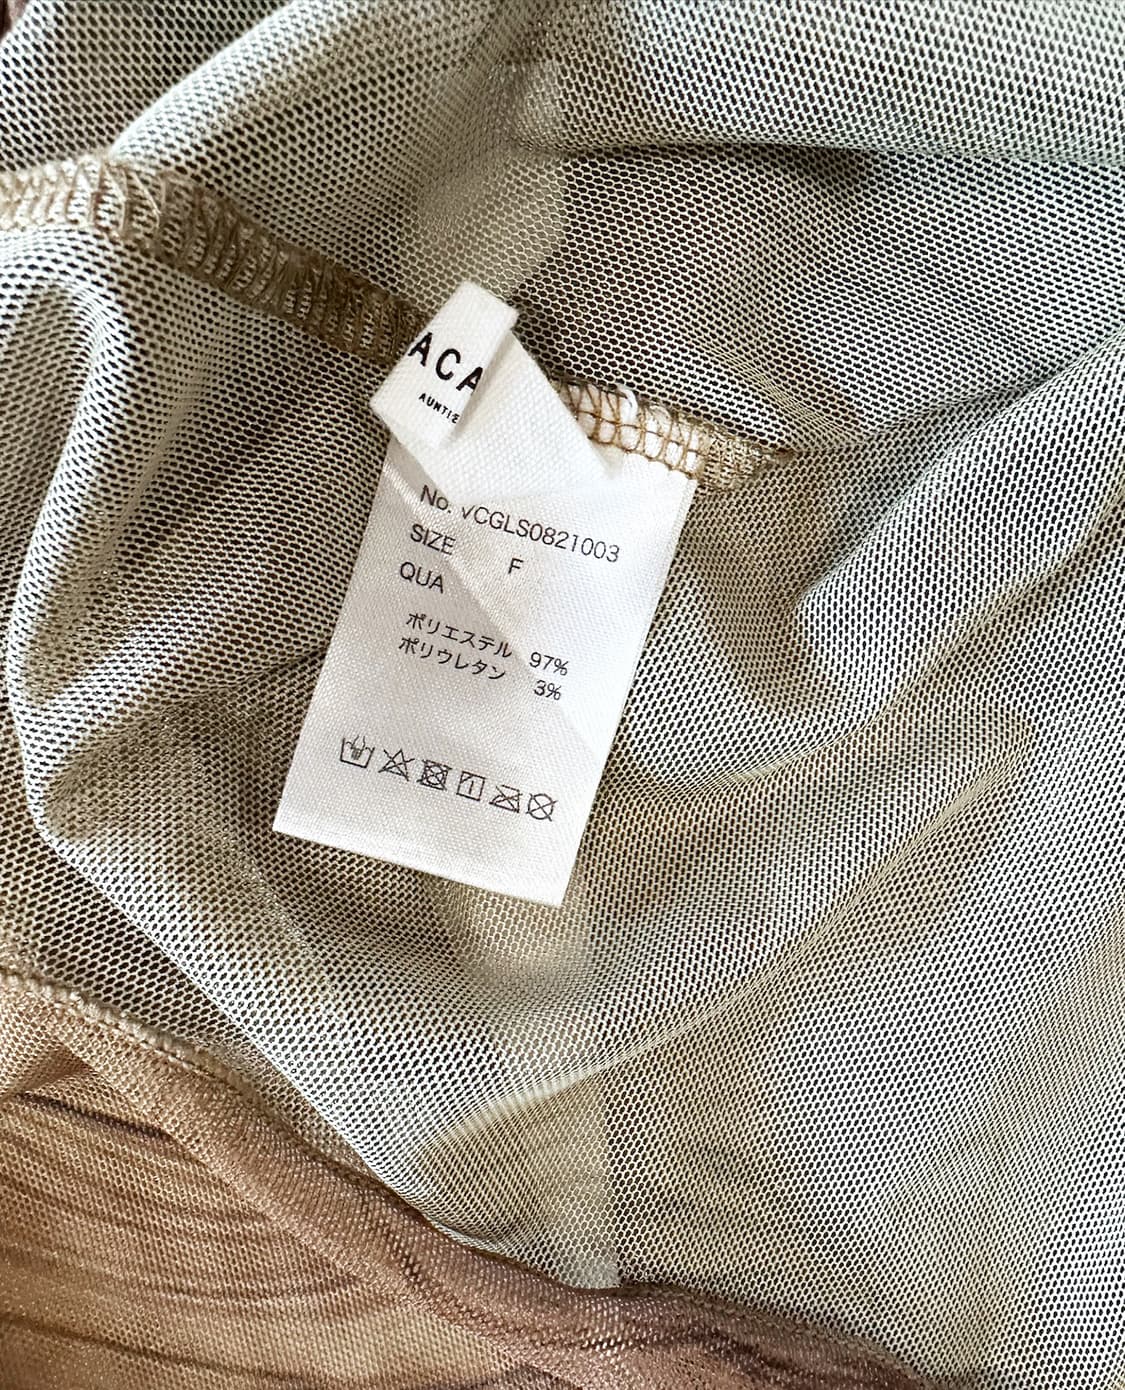 ACA
AUNTIE
No. VCGLS0821003
SIZE F
QUA
ポリエステル 97%
ポリウレタン 3%